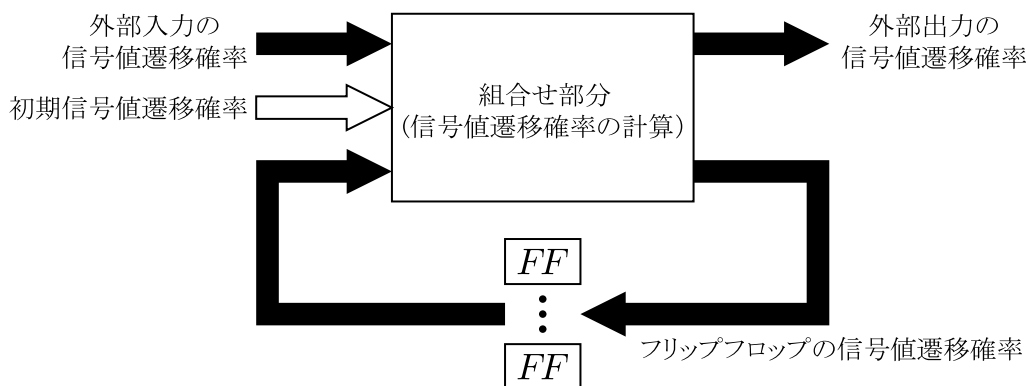 外部入力の
信号値遷移確率
初期信号値遷移確率
組合せ部分
(信号値遷移確率の計算)
外部出力の
信号値遷移確率
FF
FF
フリップフロップの信号値遷移確率